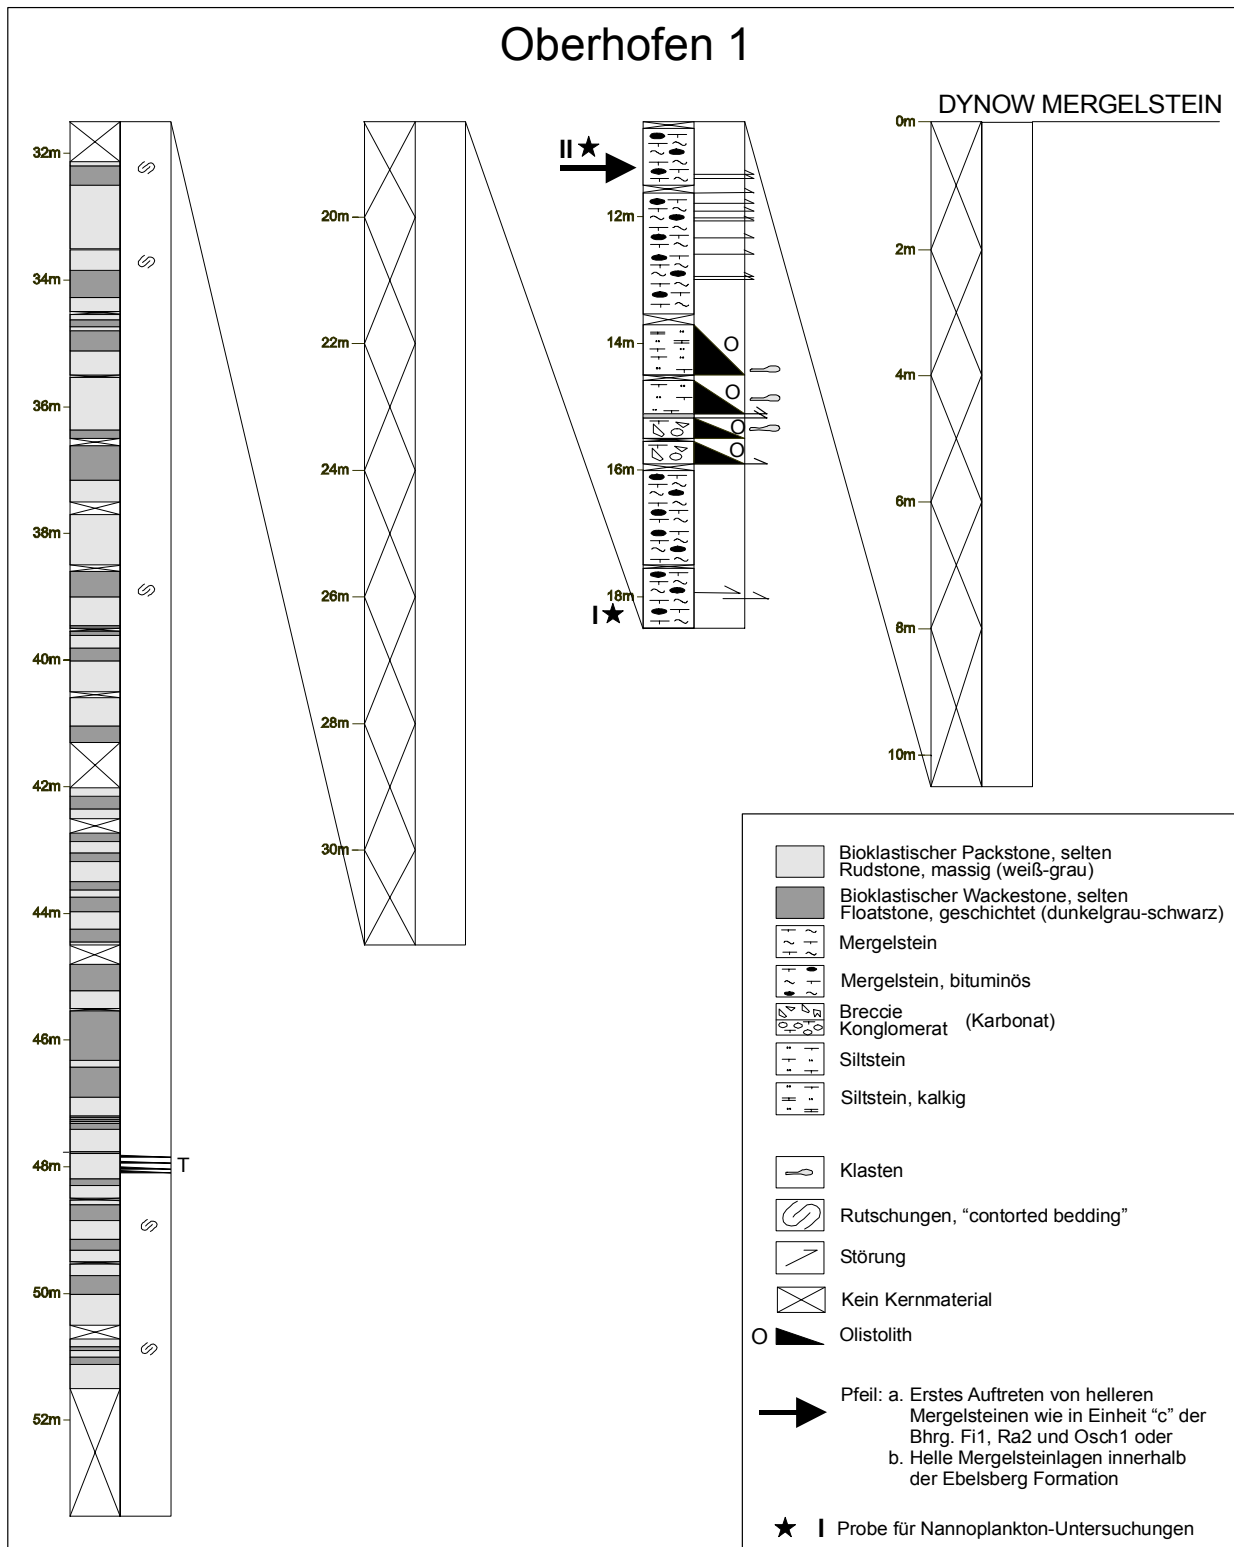 Oberhofen 1
DYNOW MERGELSTEIN
32m
34m
36m
38m
40m
42m
44m
46m
48m
50m
52m
T
20m
22m
24m
26m
28m
30m
II
12m
14m
16m
18m
I
O
O
O
O
0m
2m
4m
6m
8m
10m
Bioklastischer Packstone, selten
Rudstone, massig (weiß-grau)
Bioklastischer Wackestone, selten
Floatstone, geschichtet (dunkelgrau-schwarz)
Mergelstein
Mergelstein, bituminös
Breccie
Konglomerat (Karbonat)
Siltstein
Siltstein, kalkig
Klasten
Rutschungen, “contorted bedding”
Störung
Kein Kernmaterial
O Olistolith
Pfeil: a. Erstes Auftreten von helleren
Mergelsteinen wie in Einheit “c” der
Bhrg. Fi1, Ra2 und Osch1 oder
b. Helle Mergelsteinlagen innerhalb
der Ebelsberg Formation
I Probe für Nannoplankton-Untersuchungen